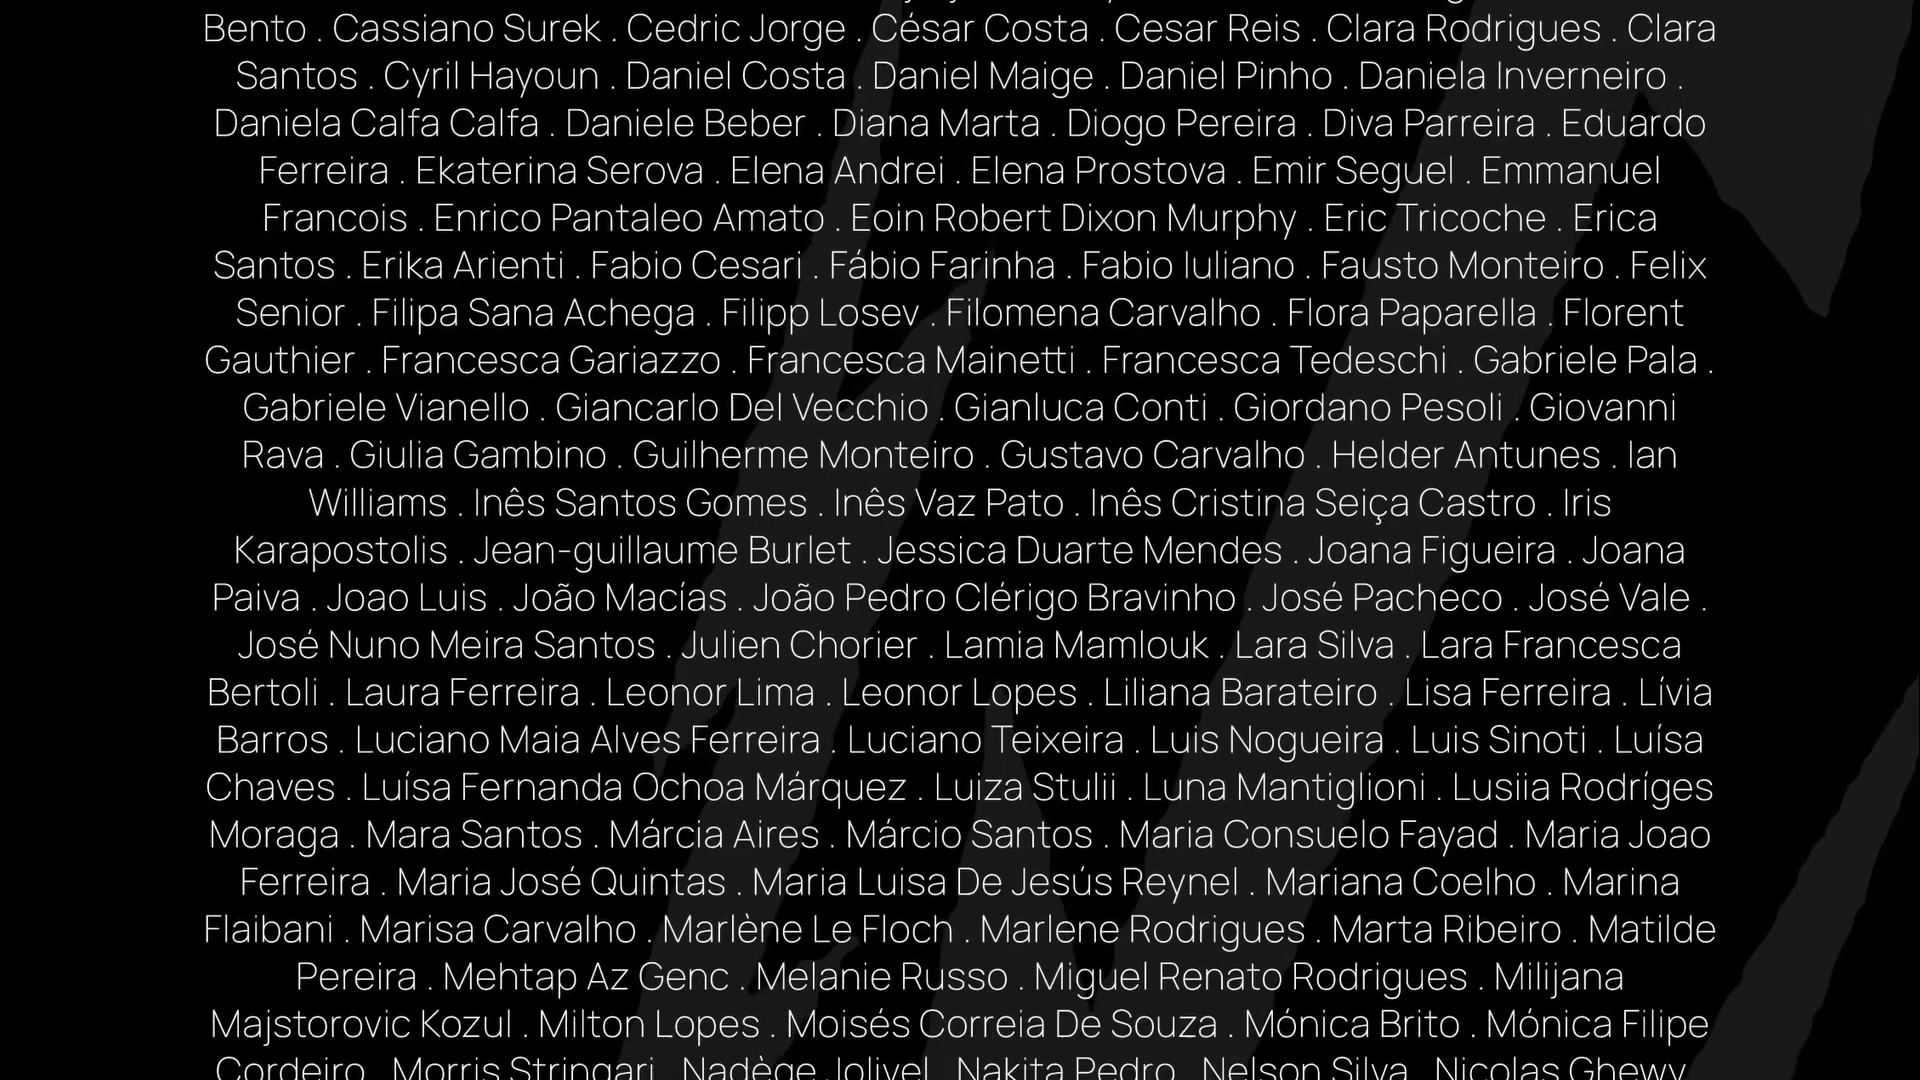 Bento . Cassiano Surek . Cedric Jorge . César Costa . Cesar Reis . Clara Rodrigues . Clara
Santos . Cyril Hayoun . Daniel Costa . Daniel Maige . Daniel Pinho . Daniela Inverneiro .
Daniela Calfa Calfa . Daniele Beber . Diana Marta . Diogo Pereira . Diva Parreira . Eduardo
Ferreira . Ekaterina Serova . Elena Andrei . Elena Prostova . Emir Seguel . Emmanuel
Francois . Enrico Pantaleo Amato . Eoin Robert Dixon Murphy . Eric Tricoche . Erica
Santos . Erika Arienti . Fabio Cesari . Fábio Farinha . Fabio Iuliano . Fausto Monteiro . Felix
Senior . Filipa Sana Achega . Filipp Losev . Filomena Carvalho . Flora Paparella . Florent
Gauthier . Francesca Gariazzo . Francesca Mainetti . Francesca Tedeschi . Gabriele Pala .
Gabriele Vianello . Giancarlo Del Vecchio . Gianluca Conti . Giordano Pesoli . Giovanni
Rava . Giulia Gambino . Guilherme Monteiro . Gustavo Carvalho . Helder Antunes . Ian
Williams . Inês Santos Gomes . Inês Vaz Pato . Inês Cristina Seiça Castro . Iris
Karapostolis . Jean-guillaume Burlet . Jessica Duarte Mendes . Joana Figueira . Joana
Paiva . Joao Luis . João Macías . João Pedro Clérigo Bravinho . José Pacheco . José Vale .
José Nuno Meira Santos . Julien Chorier . Lamia Mamlouk . Lara Silva . Lara Francesca
Bertoli . Laura Ferreira . Leonor Lima . Leonor Lopes . Liliana Barateiro . Lisa Ferreira . Lívia
Barros . Luciano Maia Alves Ferreira . Luciano Teixeira . Luis Nogueira . Luis Sinoti . Luísa
Chaves . Luísa Fernanda Ochoa Márquez . Luiza Stulii . Luna Mantiglioni . Lusiia Rodríges
Moraga . Mara Santos . Márcia Aires . Márcio Santos . Maria Consuelo Fayad . Maria Joao
Ferreira . Maria José Quintas . Maria Luisa De Jesús Reynel . Mariana Coelho . Marina
Flaibani . Marisa Carvalho . Marlène Le Floch . Marlene Rodrigues . Marta Ribeiro . Matilde
Pereira . Mehtap Az Genc . Melanie Russo . Miguel Renato Rodrigues . Milijana
Majstorovic Kozul . Milton Lopes . Moisés Correia De Souza . Mónica Brito . Mónica Filipe
Cordeiro . Morris Stringari . Nadège Jolivel . Nakita Pedro . Nelson Silva . Nicolas Ghewy